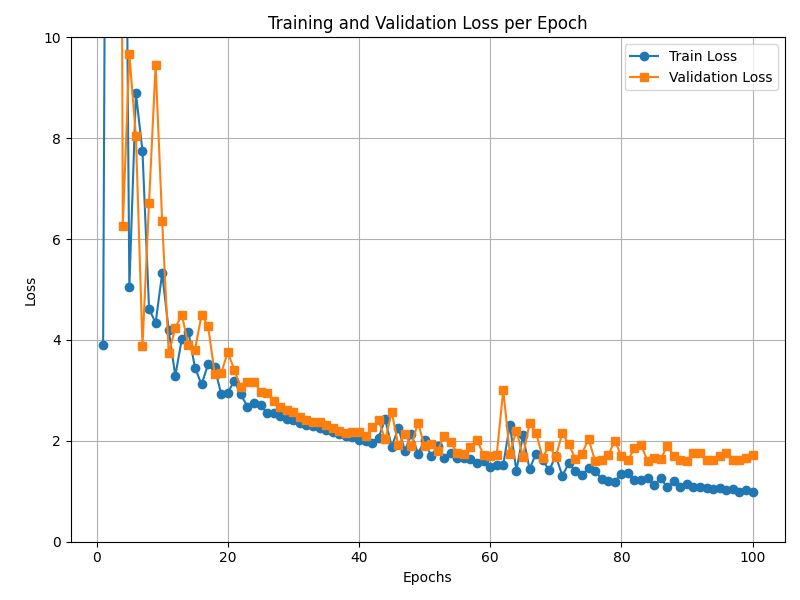 Training and Validation Loss per Epoch
Train Loss
Validation Loss
Loss
10
8
6
4
2
0
0 20 40 60 80 100
Epochs